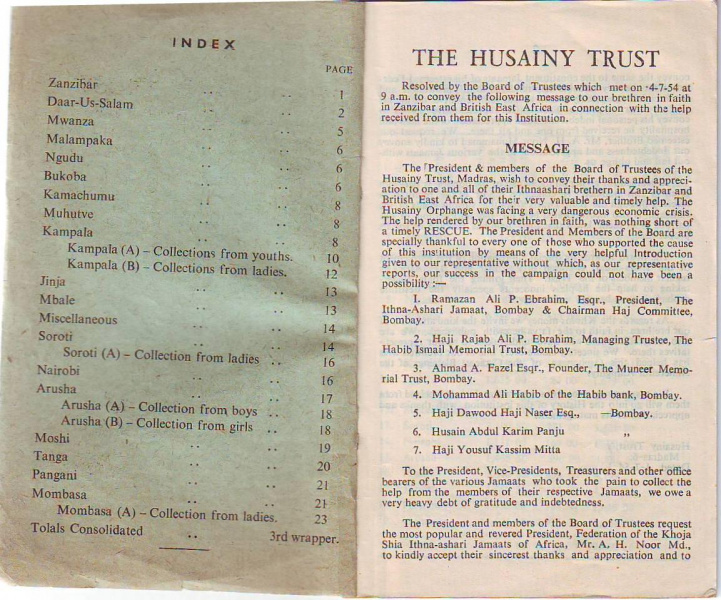 INDEX
PAGE
Zanzibar .. .. 1
Daar-Us-Salam .. .. 2
Mwanza .. .. 5
Malampaka .. .. 6
Ngudu .. .. 6
Bukoba .. .. 6
Kamachumu .. .. 8
Muhutve .. .. 8
Kampala .. .. 8
Kampala (A) – Collections from youths. 10
Kampala (B) – Collections from ladies. 12
Jinja .. .. 13
Mbale .. .. 13
Miscellaneous .. .. 14
Soroti .. .. 14
Soroti (A) – Collection from ladies .. 16
Nairobi .. .. 16
Arusha .. .. 17
Arusha (A) – Collection from boys .. 18
Arusha (B) – Collection from girls .. 18
Moshi .. .. 19
Tanga .. .. 20
Pangani .. .. 21
Mombasa .. .. 21
Mombasa (A) – Collection from ladies. 23
Tolals Consolidated .. 3rd wrapper.
THE HUSAINY TRUST
Resolved by the Board of Trustees which met on 4-7-54 at
9 a.m. to convey the following message to our brethren in faith
in Zanzibar and British East Africa in connection with the help
received from them for this Institution.
MESSAGE
The President & members of the Board of Trustees of the
Husainy Trust, Madras, wish to convey their thanks and appreci-
ation to one and all of their Ithnaashari brethern in Zanzibar and
British East Africa for their very valuable and timely help. The
Husainy Orphange was facing a very dangerous economic crisis.
The help rendered by our brethren in faith, was nothing short of
a timely RESCUE. The President and Members of the Board are
specially thankful to every one of those who supported the cause
of this institution by means of the very helpful Introduction
given to our representative without which, as our representative
reports, our success in the campaign could not have been a
possibility :—
1. Ramazan Ali P. Ebrahim, Esqr., President, The
Ithna-Ashari Jamaat, Bombay & Chairman Haj Committee,
Bombay.
2. Haji Rajab Ali P. Ebrahim, Managing Trustee, The
Habib Ismail Memorial Trust, Bombay.
3. Ahmad A. Fazel Esqr., Founder, The Muneer Memo-
rial Trust, Bombay.
4. Mohammad Ali Habib of the Habib bank, Bombay.
5. Haji Dawood Haji Naser Esq., —Bombay.
6. Husain Abdul Karim Panju „
7. Haji Yousuf Kassim Mitta
To the President, Vice-Presidents, Treasurers and other office
bearers of the various Jamaats who took the pain to collect the
help from the members of their respective Jamaats, we owe a
very heavy debt of gratitude and indebtedness.
The President and members of the Board of Trustees request
the most popular and revered President, Federation of the Khoja
Shia Ithna-ashari Jamaats of Africa, Mr. A. H. Noor Md.,
to kindly accept their sincerest thanks and appreciation and to